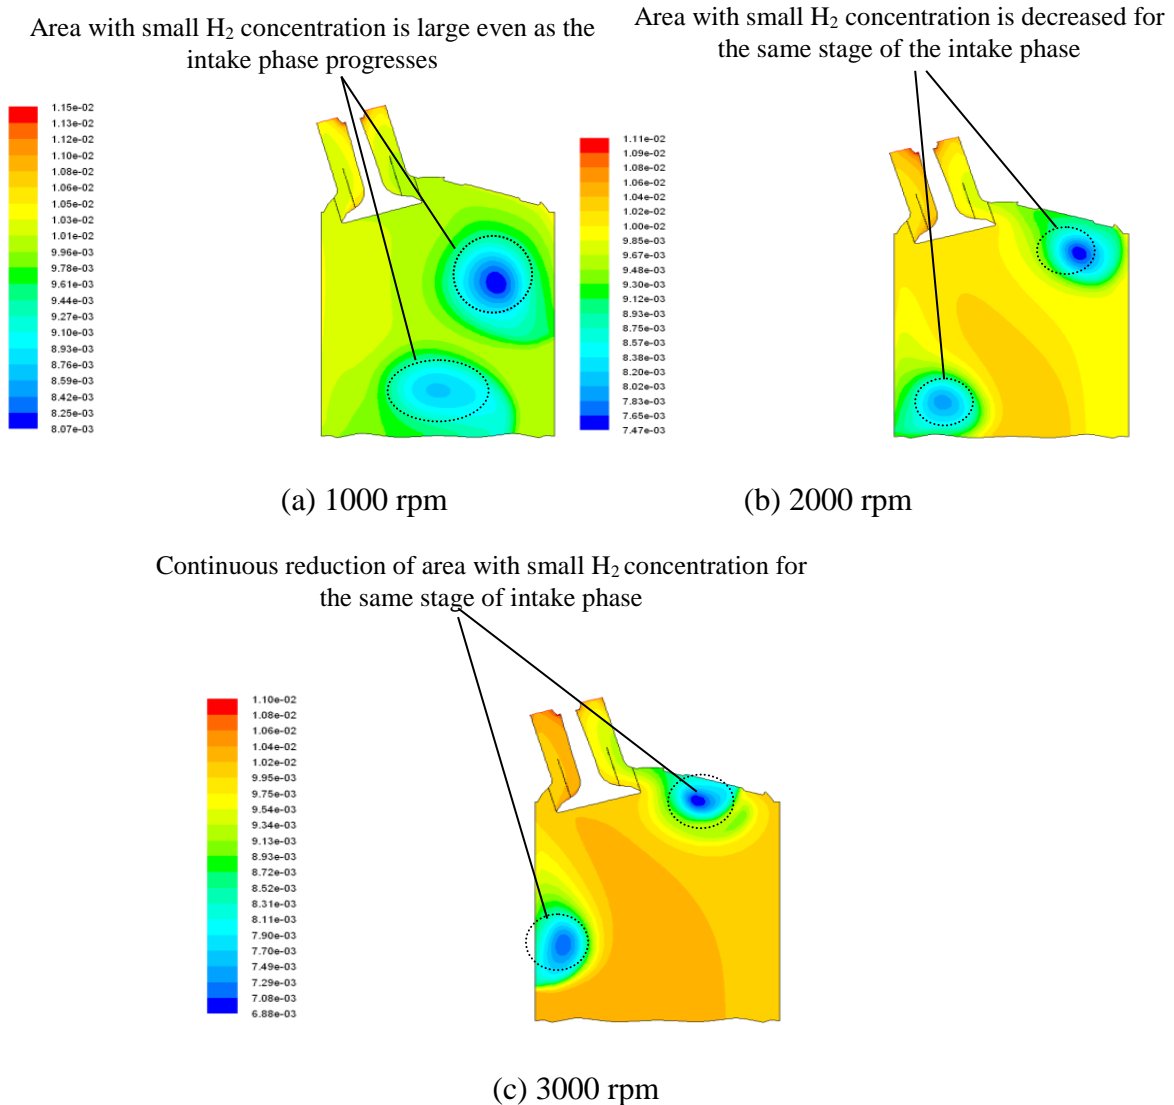 Area with small H₂ concentration is large even as the
intake phase progresses
Area with small H₂ concentration is decreased for
the same stage of the intake phase
1.15e-02
1.13e-02
1.12e-02
1.10e-02
1.08e-02
1.06e-02
1.05e-02
1.03e-02
1.01e-02
9.96e-03
9.78e-03
9.61e-03
9.44e-03
9.27e-03
9.10e-03
8.93e-03
8.76e-03
8.59e-03
8.42e-03
8.25e-03
8.07e-03
1.11e-02
1.09e-02
1.08e-02
1.06e-02
1.04e-02
1.02e-02
1.00e-02
9.85e-03
9.67e-03
9.48e-03
9.30e-03
9.12e-03
8.93e-03
8.75e-03
8.57e-03
8.38e-03
8.20e-03
8.02e-03
7.83e-03
7.65e-03
7.47e-03
(a) 1000 rpm
(b) 2000 rpm
Continuous reduction of area with small H₂ concentration for
the same stage of intake phase
1.10e-02
1.08e-02
1.06e-02
1.04e-02
1.02e-02
9.95e-03
9.75e-03
9.54e-03
9.34e-03
9.13e-03
8.93e-03
8.72e-03
8.52e-03
8.31e-03
8.11e-03
7.90e-03
7.70e-03
7.49e-03
7.29e-03
7.08e-03
6.88e-03
(c) 3000 rpm